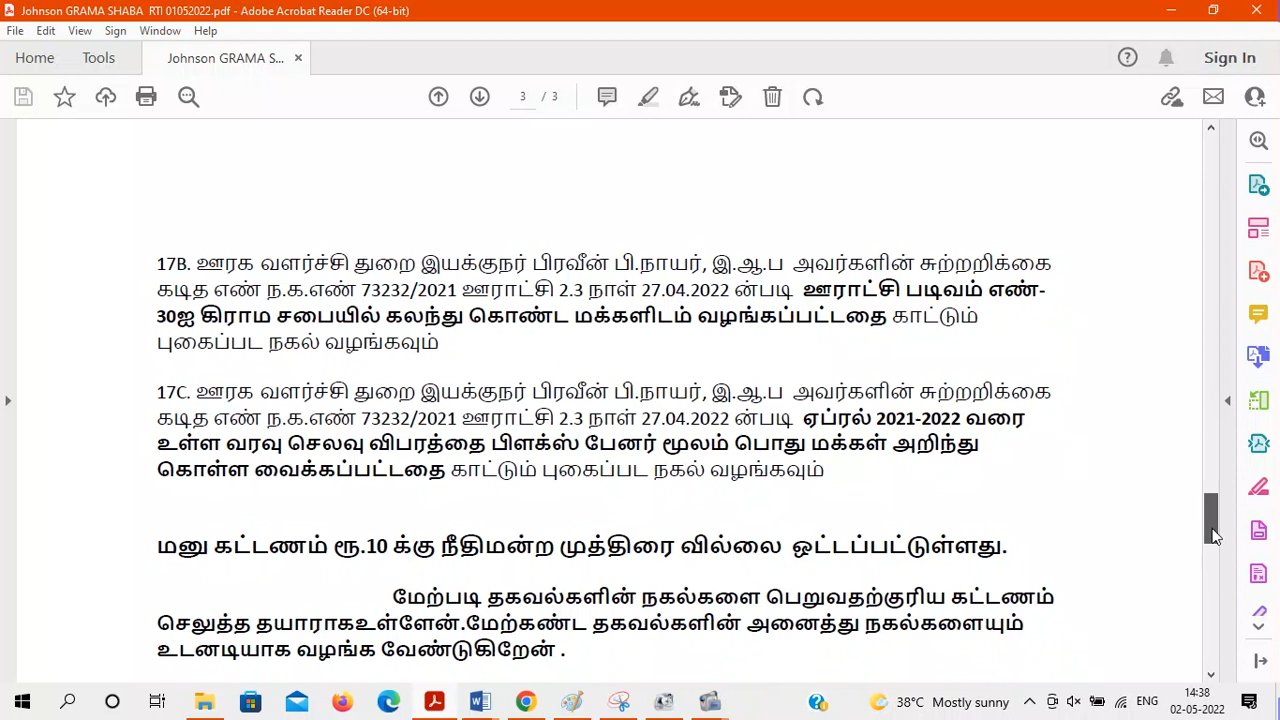 Johnson GRAMA SHABA RTI 01052022.pdf - Adobe Acrobat Reader DC (64-bit)
File Edit View Sign Window Help
Home Tools Johnson GRAMA S... × Sign In
3 / 3
17B. ஊரக வளர்ச்சி துறை இயக்குநர் பிரவீன் பி.நாயர், இ.ஆ.ப அவர்களின் சுற்றறிக்கை
கடித எண் ந.க.எண் 73232/2021 ஊராட்சி 2.3 நாள் 27.04.2022 ன்படி ஊராட்சி படிவம் எண்-
30ஐ கிராம சபையில் கலந்து கொண்ட மக்களிடம் வழங்கப்பட்டதை காட்டும்
புகைப்பட நகல் வழங்கவும்
17C. ஊரக வளர்ச்சி துறை இயக்குநர் பிரவீன் பி.நாயர், இ.ஆ.ப அவர்களின் சுற்றறிக்கை
கடித எண் ந.க.எண் 73232/2021 ஊராட்சி 2.3 நாள் 27.04.2022 ன்படி ஏப்ரல் 2021-2022 வரை
உள்ள வரவு செலவு விபரத்தை பிளக்ஸ் பேனர் மூலம் பொது மக்கள் அறிந்து
கொள்ள வைக்கப்பட்டதை காட்டும் புகைப்பட நகல் வழங்கவும்
மனு கட்டணம் ரூ.10 க்கு நீதிமன்ற முத்திரை வில்லை ஒட்டப்பட்டுள்ளது.
மேற்படி தகவல்களின் நகல்களை பெறுவதற்குரிய கட்டணம்
செலுத்த தயாராகஉள்ளேன்.மேற்கண்ட தகவல்களின் அனைத்து நகல்களையும்
உடனடியாக வழங்க வேண்டுகிறேன் .
38°C Mostly sunny ENG 14:38
02-05-2022